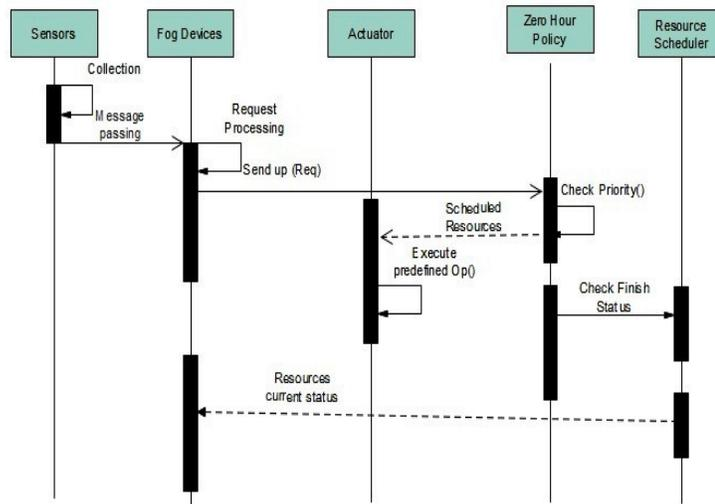 Sensors
Fog Devices
Actuator
Zero Hour
Policy
Resource
Scheduler
Collection
Message
passing
Request
Processing
Send up (Req)
Check Priority()
Scheduled
Resources
Execute
predefined Op()
Check Finish
Status
Resources
current status